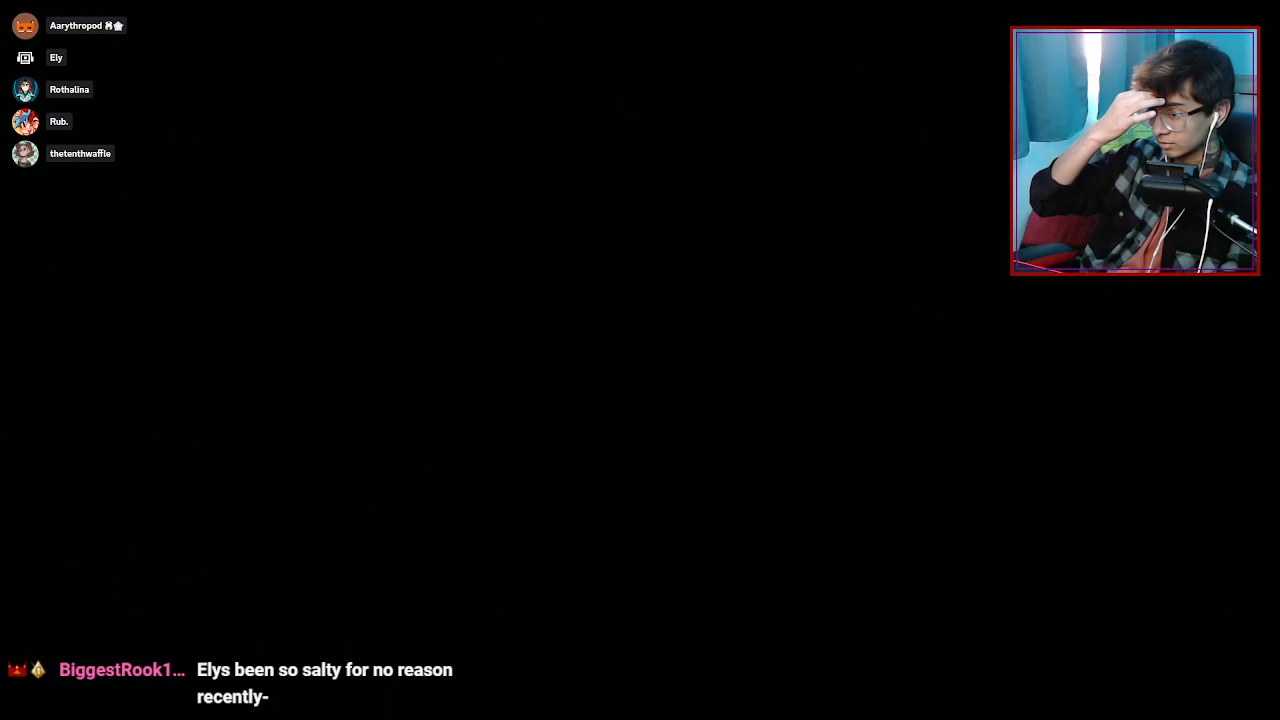 Aarythropod
Ely
Rothalina
Rub.
thetenthwaffle
BiggestRook1... Elys been so salty for no reason
recently-